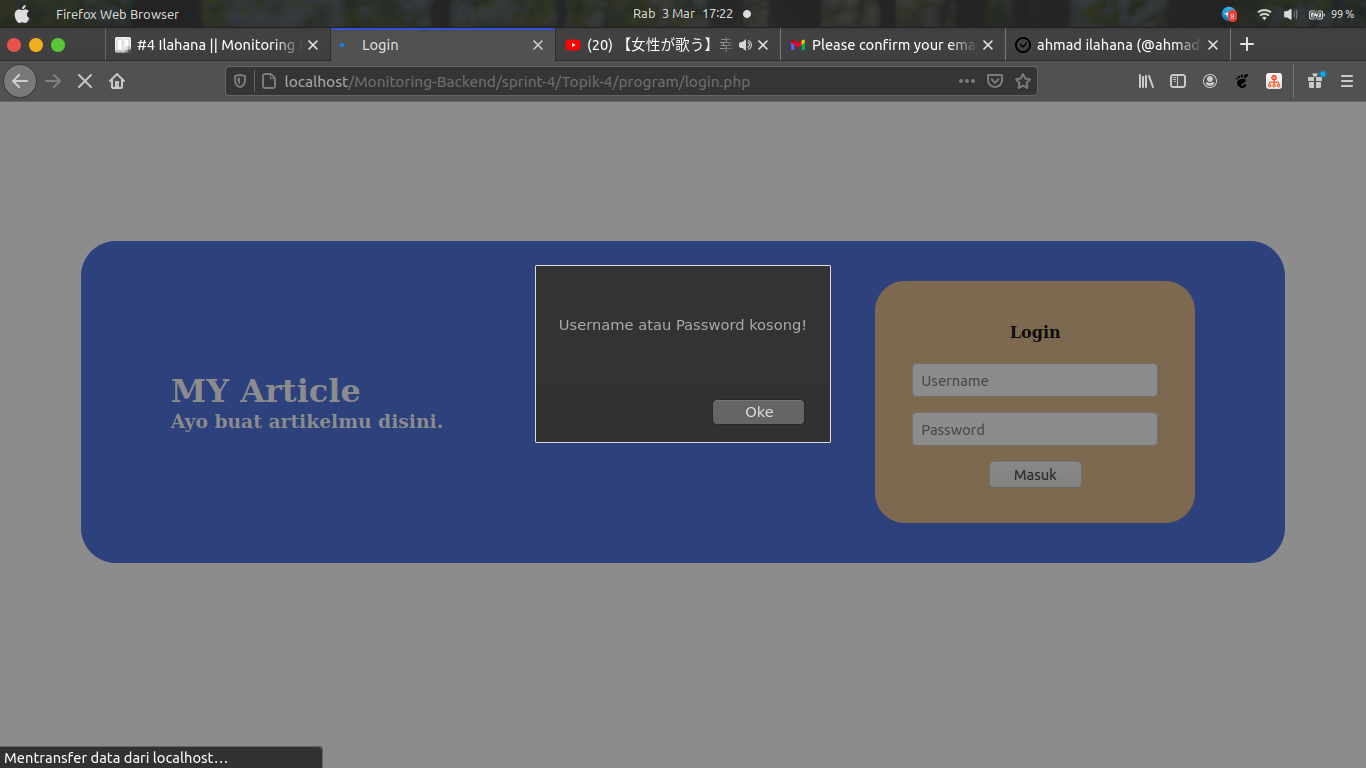 Firefox Web Browser
Rab 3 Mar 17:22
8
99 %
#4 Ilahana || Monitoring
Login
(20) 【女性が歌う】幸
Please confirm your ema
ahmad ilahana (@ahmad
localhost/Monitoring-Backend/sprint-4/Topik-4/program/login.php
MY Article
Ayo buat artikelmu disini.
Username atau Password kosong!
Oke
Login
Username
Password
Masuk
Mentransfer data dari localhost…